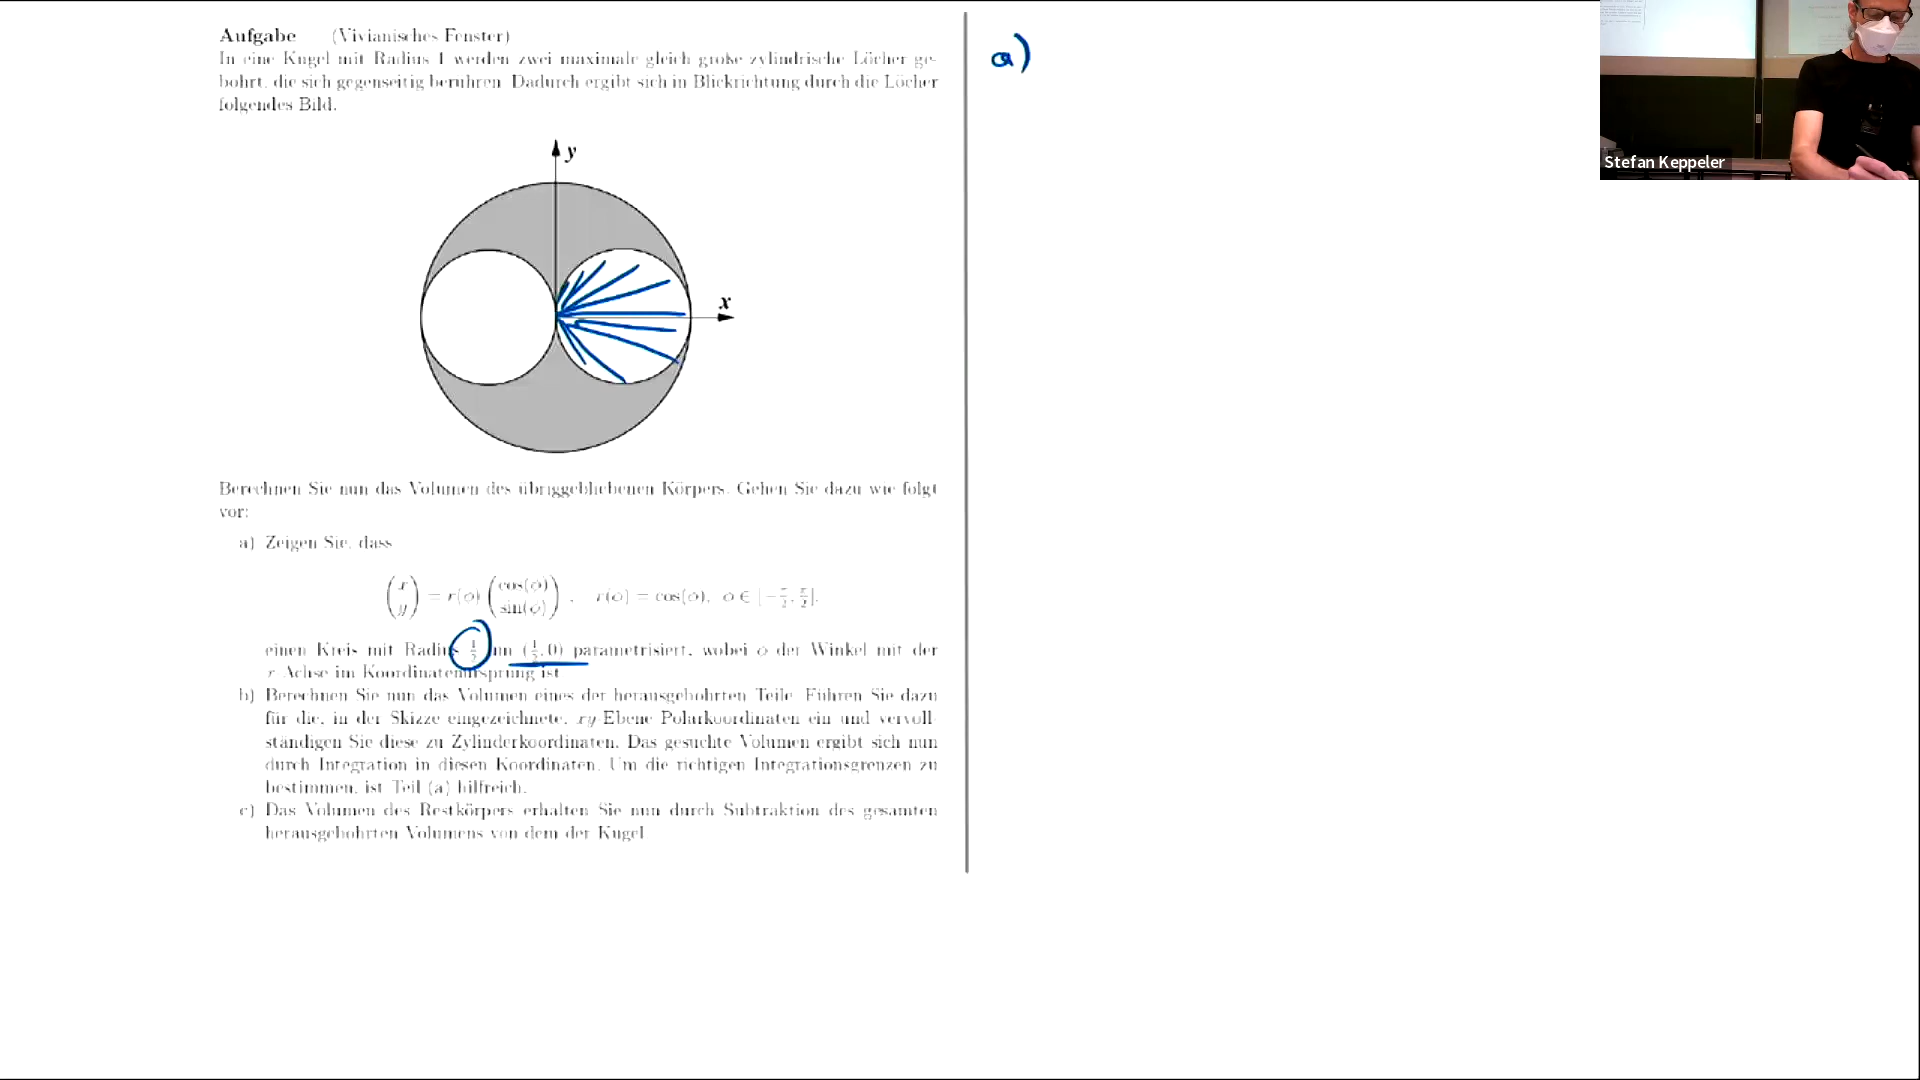 Aufgabe (Vivianisches Fenster)
In eine Kugel mit Radius 1 werden zwei maximale gleich große zylindrische Löcher ge-
bohrt, die sich gegenseitig berühren. Dadurch ergibt sich in Blickrichtung durch die Löcher
folgendes Bild.
y
x
Berechnen Sie nun das Volumen des übriggebliebenen Körpers. Gehen Sie dazu wie folgt
vor:
a) Zeigen Sie, dass
(x y) = r(ϕ) (cos(ϕ) sin(ϕ)) , r(ϕ) = cos(ϕ), ϕ ∈ [−π/2, π/2],
einen Kreis mit Radius 1/2 um (1/2, 0) parametrisiert, wobei ϕ der Winkel mit der
x-Achse im Koordinatenursprung ist.
b) Berechnen Sie nun das Volumen eines der herausgebohrten Teile. Führen Sie dazu
für die, in der Skizze eingezeichnete, xy-Ebene Polarkoordinaten ein und vervoll-
ständigen Sie diese zu Zylinderkoordinaten. Das gesuchte Volumen ergibt sich nun
durch Integration in diesen Koordinaten. Um die richtigen Integrationsgrenzen zu
bestimmen, ist Teil (a) hilfreich.
c) Das Volumen des Restkörpers erhalten Sie nun durch Subtraktion des gesamten
herausgebohrten Volumens von dem der Kugel.
a)
Stefan Keppeler